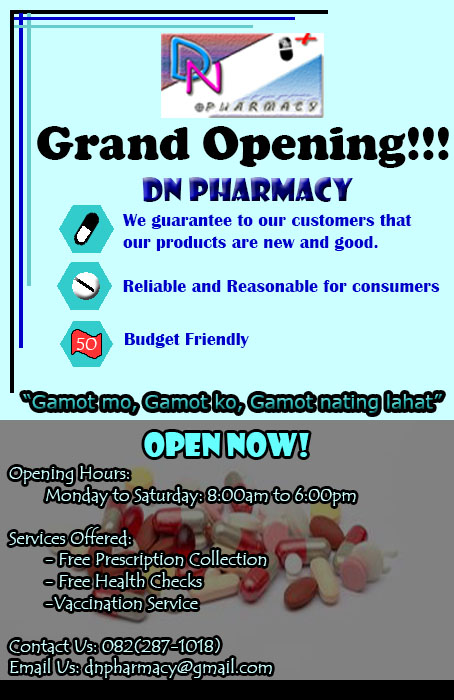 DN
PHARMACY
Grand Opening!!!
DN PHARMACY
We guarantee to our customers that
our products are new and good.
Reliable and Reasonable for consumers
50
Budget Friendly
“Gamot mo, Gamot ko, Gamot nating lahat”
OPEN NOW!
Opening Hours:
Monday to Saturday: 8:00am to 6:00pm
Services Offered:
- Free Prescription Collection
- Free Health Checks
-Vaccination Service
Contact Us: 082(287-1018)
Email Us: dnpharmacy@gmail.com